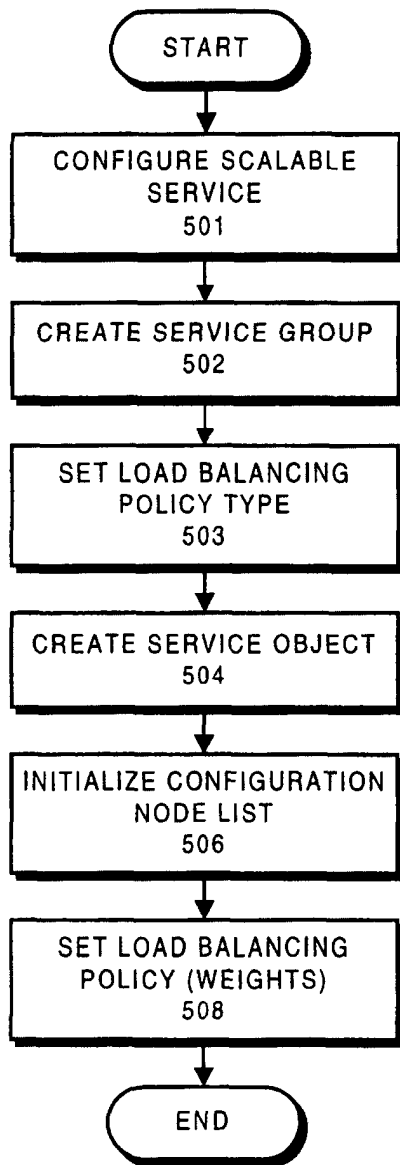 START
CONFIGURE SCALABLE
SERVICE
501
CREATE SERVICE GROUP
502
SET LOAD BALANCING
POLICY TYPE
503
CREATE SERVICE OBJECT
504
INITIALIZE CONFIGURATION
NODE LIST
506
SET LOAD BALANCING
POLICY (WEIGHTS)
508
END